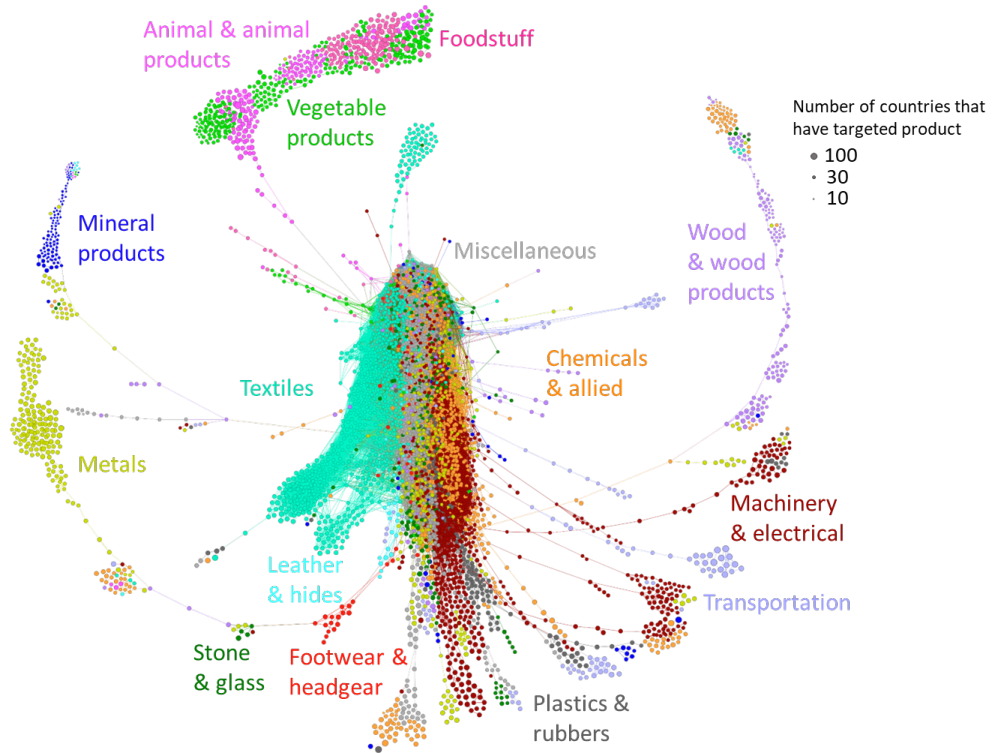 Animal & animal
products
Foodstuff
Vegetable
products
Number of countries that
have targeted product
100
30
10
Mineral
products
Miscellaneous
Wood
& wood
products
Textiles
Chemicals
& allied
Metals
Machinery
& electrical
Leather
& hides
Transportation
Stone
& glass
Footwear &
headgear
Plastics &
rubbers